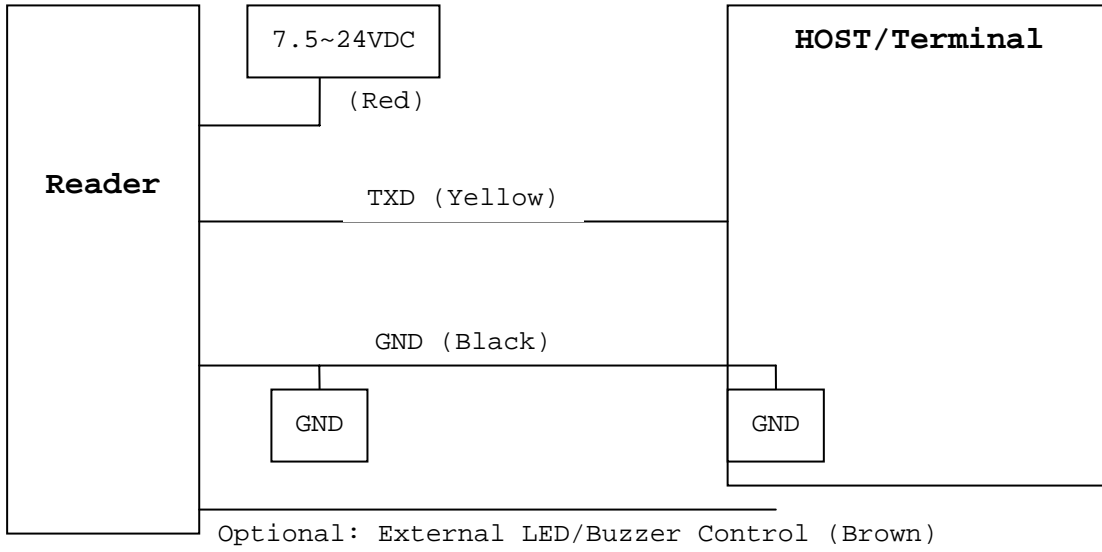 7.5~24VDC
HOST/Terminal
(Red)
Reader
TXD (Yellow)
GND (Black)
GND
GND
Optional: External LED/Buzzer Control (Brown)